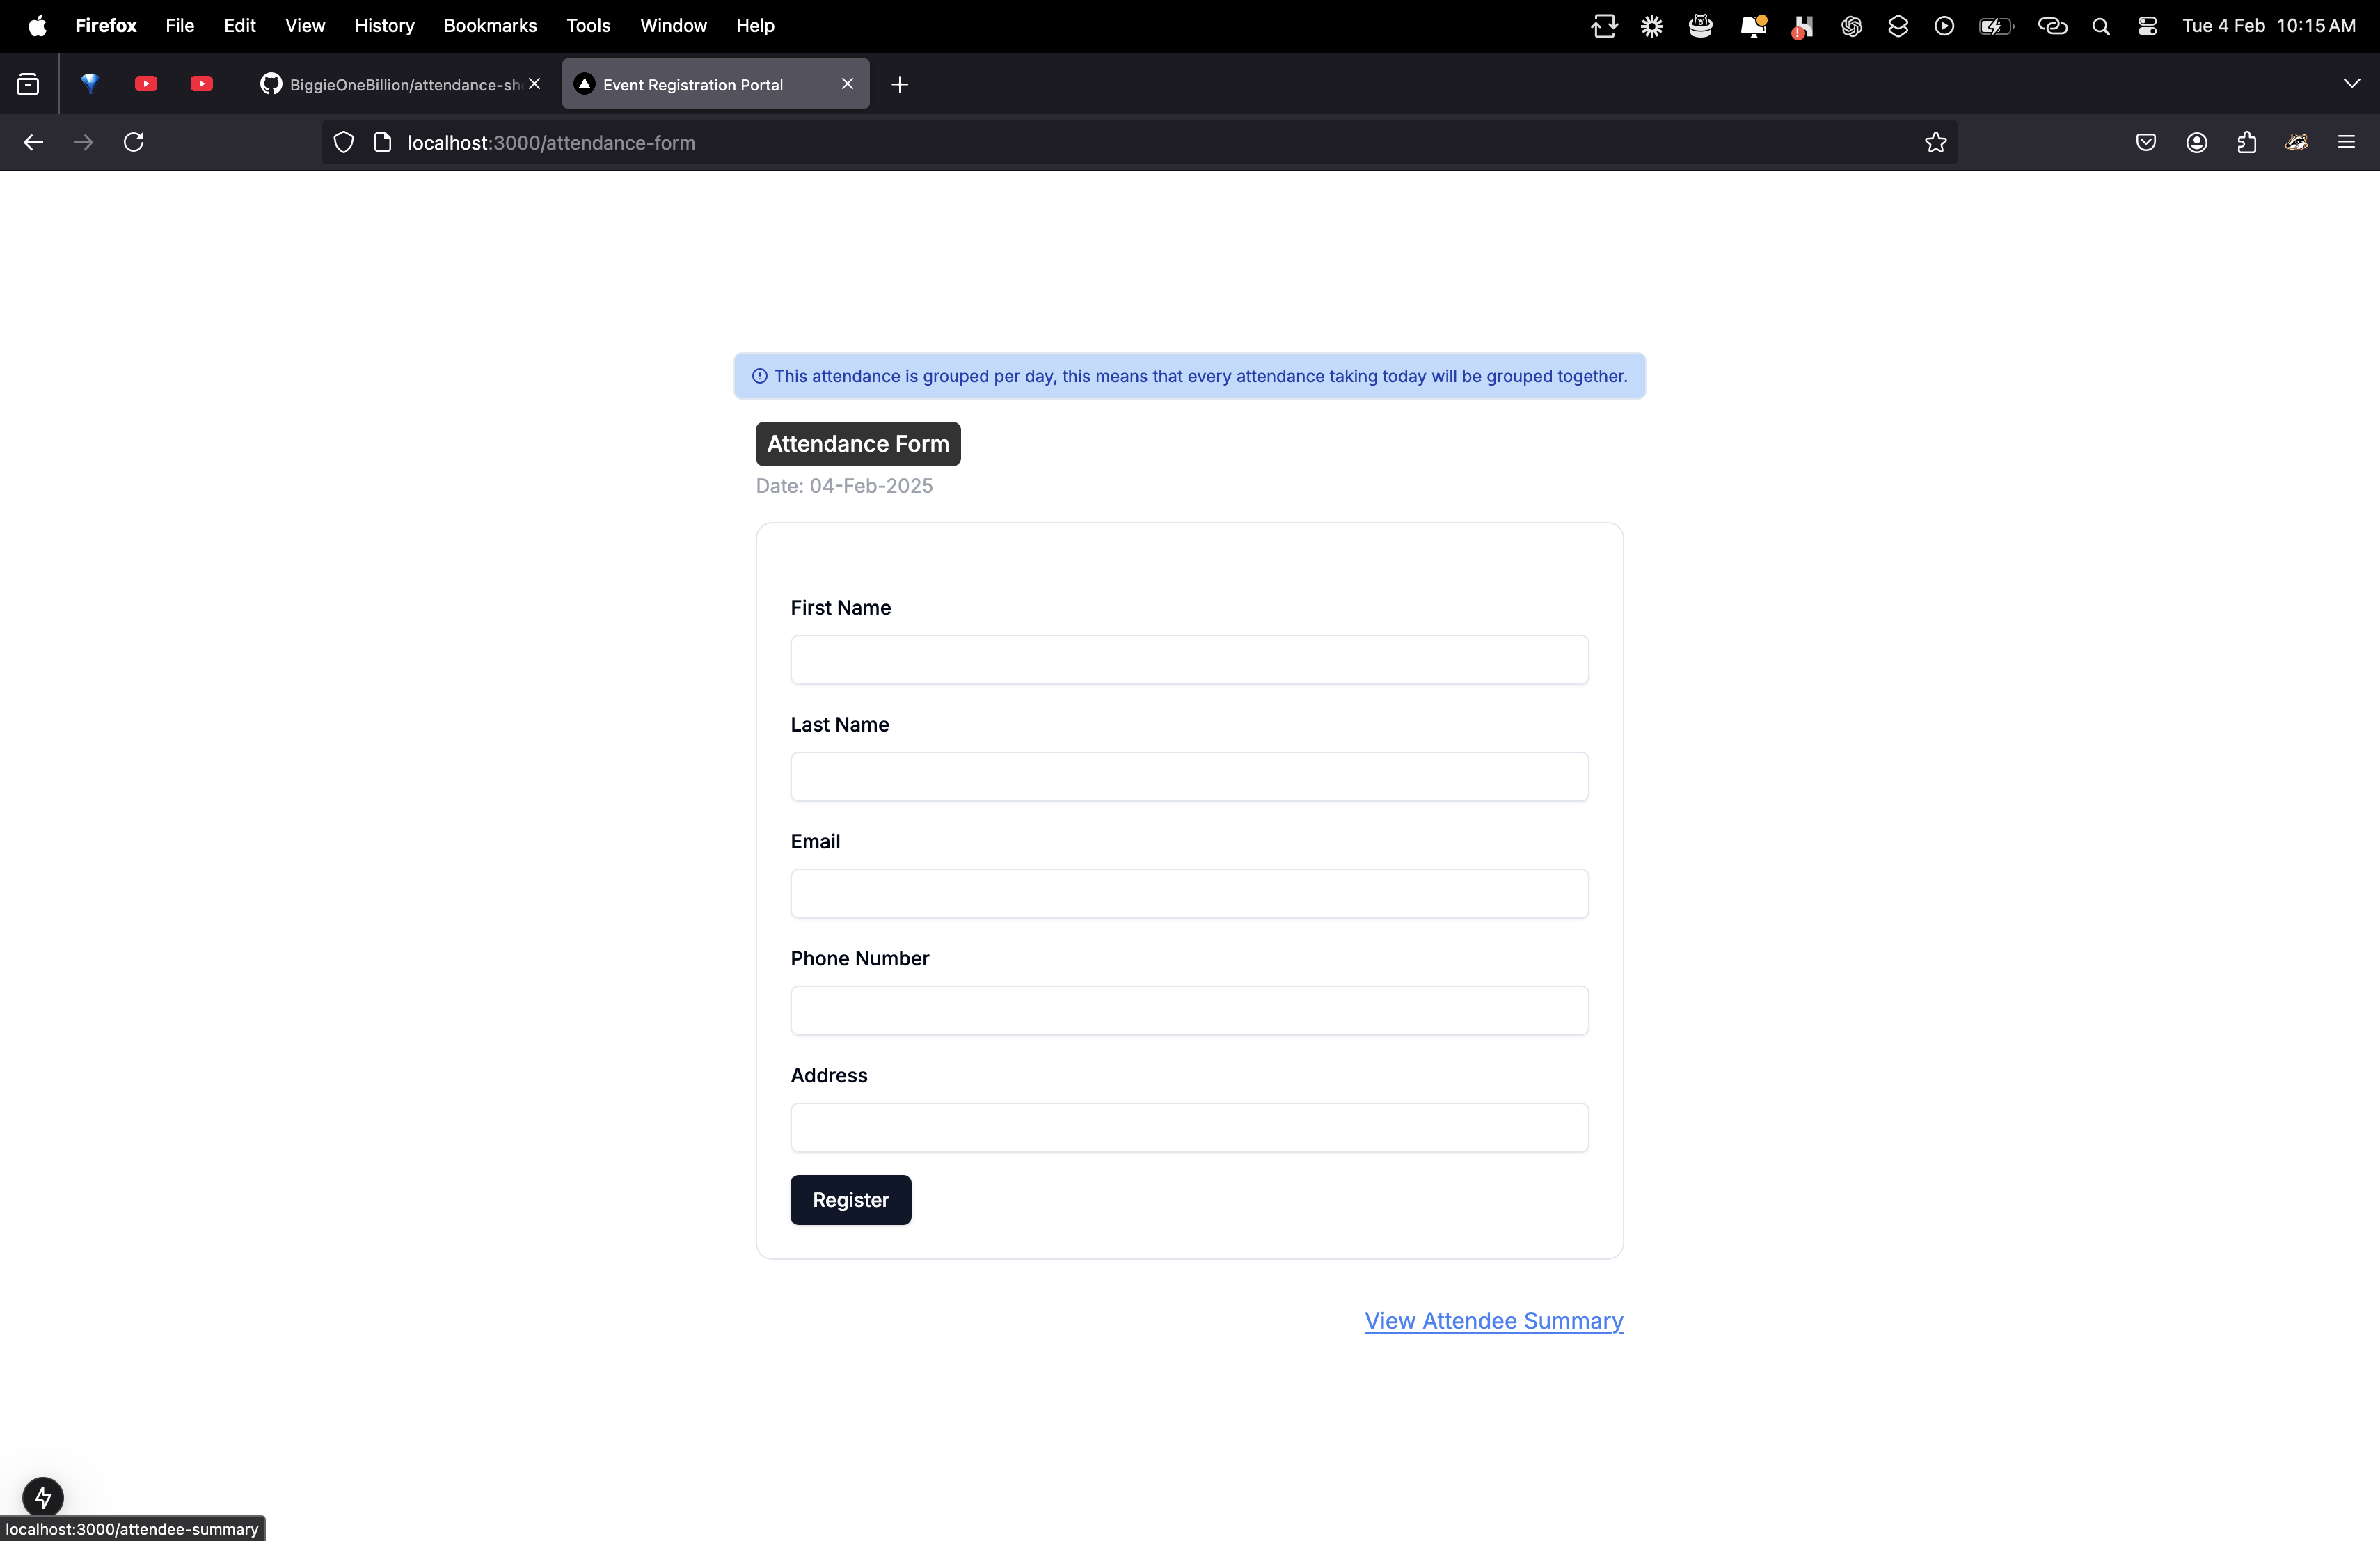 Firefox File Edit View History Bookmarks Tools Window Help Tue 4 Feb 10:15 AM
BiggieOneBillion/attendance-sh Event Registration Portal
localhost:3000/attendance-form
This attendance is grouped per day, this means that every attendance taking today will be grouped together.
Attendance Form
Date: 04-Feb-2025
First Name
Last Name
Email
Phone Number
Address
Register
View Attendee Summary
localhost:3000/attendee-summary